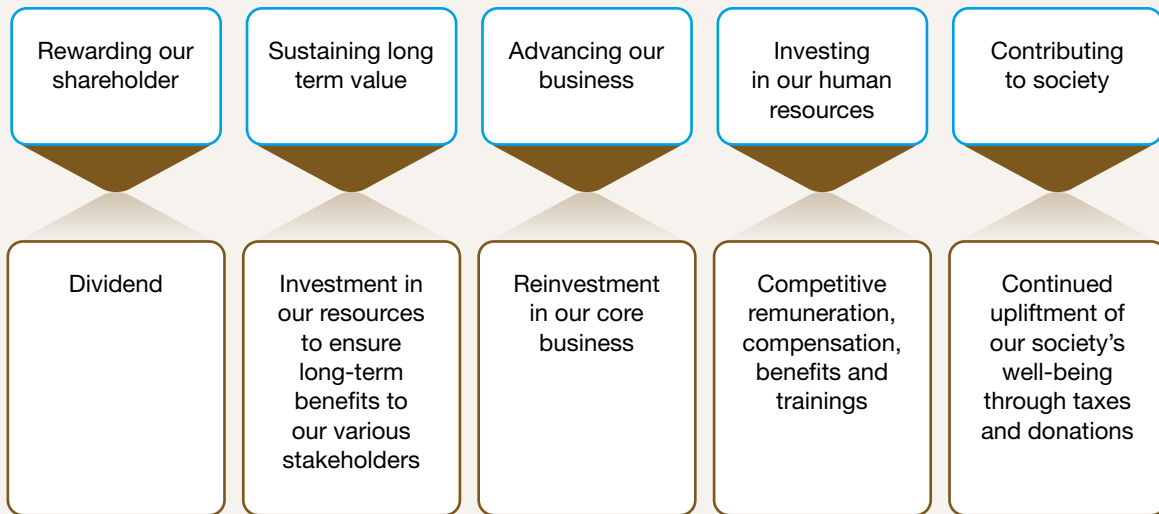 Rewarding our
shareholder
Sustaining long
term value
Advancing our
business
Investing
in our human
resources
Contributing
to society
Dividend
Investment in
our resources
to ensure
long-term
benefits to
our various
stakeholders
Reinvestment
in our core
business
Competitive
remuneration,
compensation,
benefits and
trainings
Continued
upliftment of
our society’s
well-being
through taxes
and donations